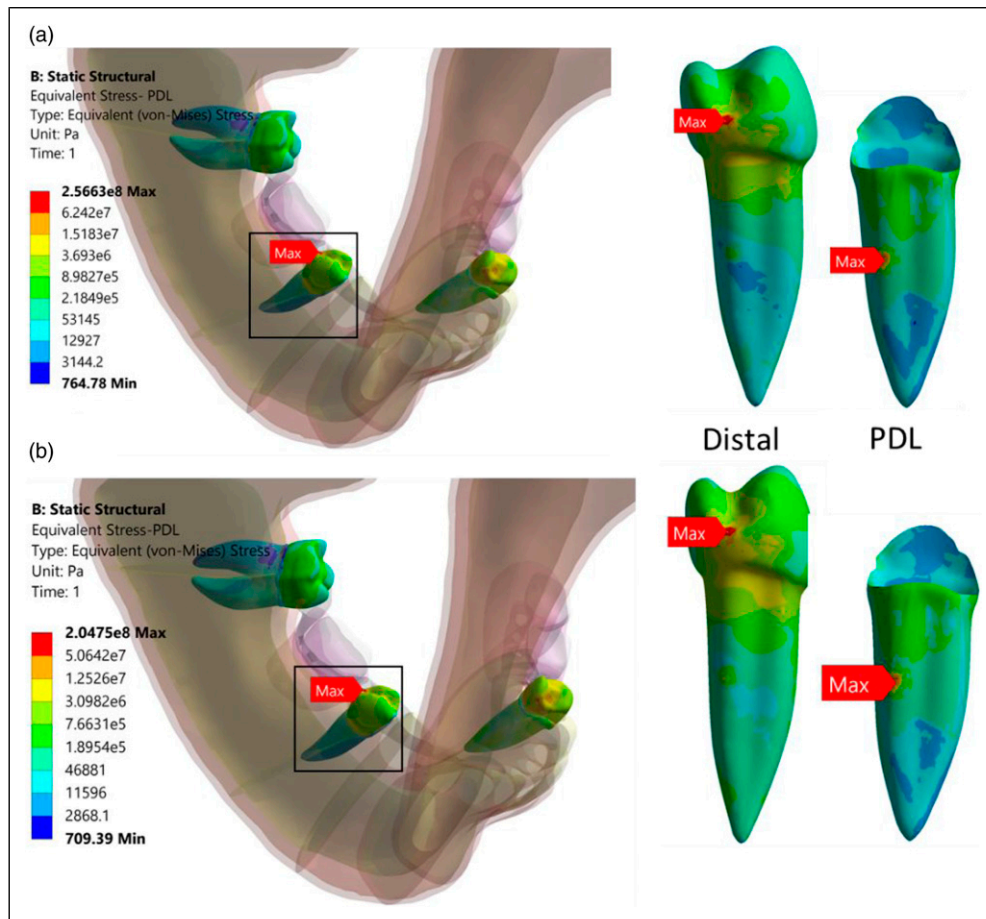 (a)
B: Static Structural
Equivalent Stress- PDL
Type: Equivalent (von-Mises) Stress
Unit: Pa
Time: 1
2.5663e8 Max
6.242e7
1.5183e7
3.693e6
8.9827e5
2.1849e5
53145
12927
3144.2
764.78 Min
Max
Max
Max
Distal
PDL
(b)
B: Static Structural
Equivalent Stress-PDL
Type: Equivalent (von-Mises) Stress
Unit: Pa
Time: 1
2.0475e8 Max
5.0642e7
1.2526e7
3.0982e6
7.6631e5
1.8954e5
46881
11596
2868.1
709.39 Min
Max
Max
Max